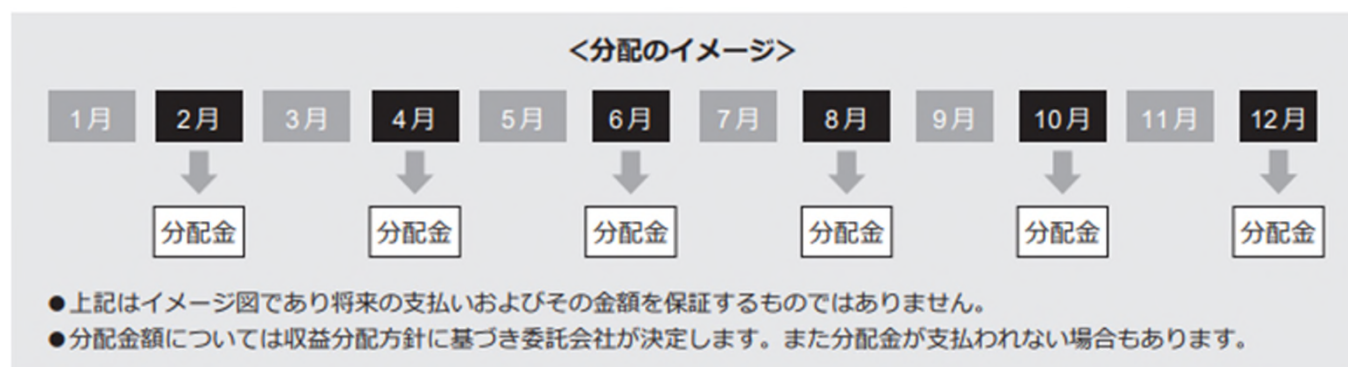 ＜分配のイメージ＞
1月 2月 3月 4月 5月 6月 7月 8月 9月 10月 11月 12月
分配金 分配金 分配金 分配金 分配金 分配金
●上記はイメージ図であり将来の支払いおよびその金額を保証するものではありません。
●分配金額については収益分配方針に基づき委託会社が決定します。また分配金が支払われない場合もあります。